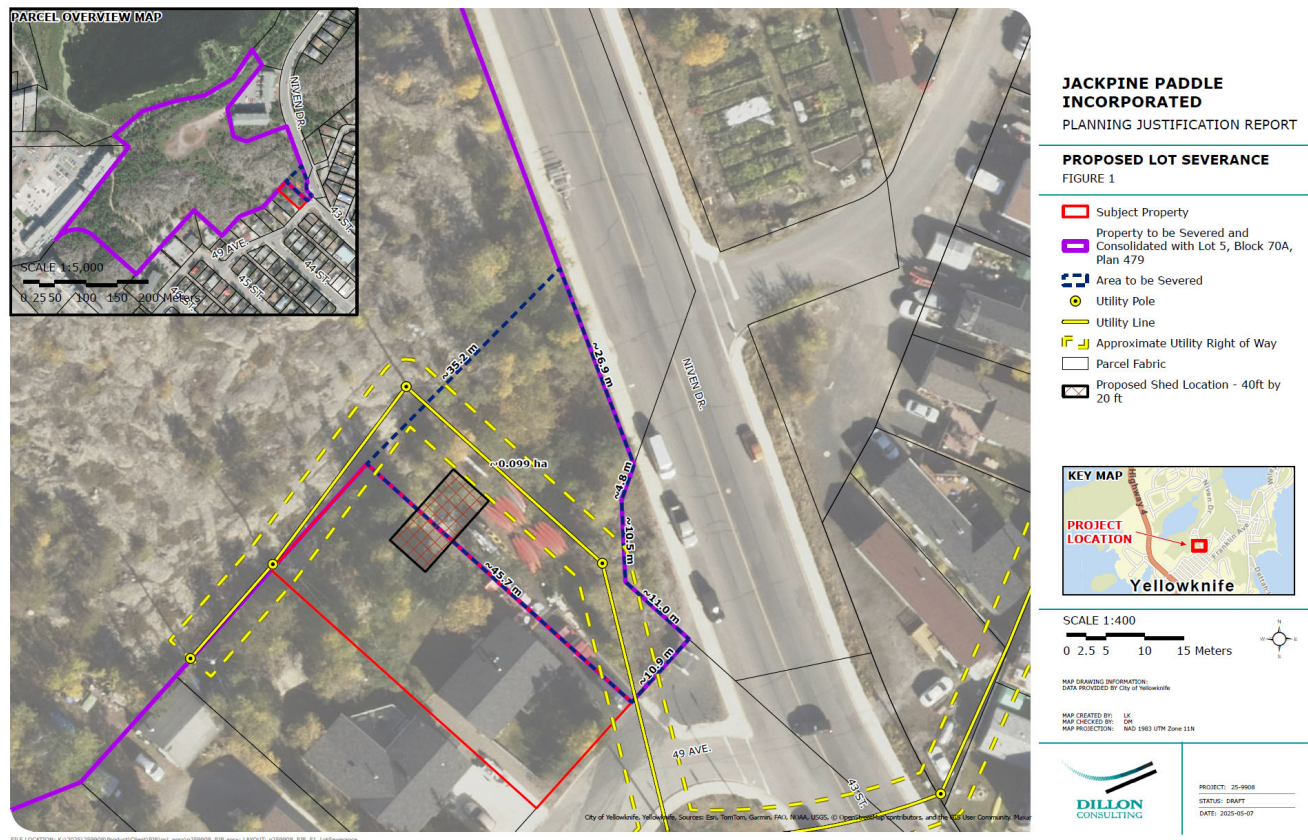 PARCEL OVERVIEW MAP
NIVEN DR.
49 AVE.
43 ST.
44 ST.
45 ST.
46 ST.
SCALE 1:5,000
0 25 50 100 150 200 Meters
~35.2 m
~26.9 m
NIVEN DR.
~0.099 ha
~4.8 m
~10.5 m
~45.7 m
~11.0 m
~10.9 m
49 AVE.
43 ST.
City of Yellowknife, Yellowknife, Sources: Esri, TomTom, Garmin, FAO, NOAA, USGS, © OpenStreetMap contributors, and the GIS User Community, Maxar
JACKPINE PADDLE
INCORPORATED
PLANNING JUSTIFICATION REPORT
PROPOSED LOT SEVERANCE
FIGURE 1
Subject Property
Property to be Severed and
Consolidated with Lot 5, Block 70A,
Plan 479
Area to be Severed
Utility Pole
Utility Line
Approximate Utility Right of Way
Parcel Fabric
Proposed Shed Location - 40ft by
20 ft
KEY MAP
Highway 4
Niven Dr
Franklin Ave
PROJECT
LOCATION
Yellowknife
SCALE 1:400
0 2.5 5 10 15 Meters
N
W E
S
MAP DRAWING INFORMATION:
DATA PROVIDED BY City of Yellowknife
MAP CREATED BY: LK
MAP CHECKED BY: DM
MAP PROJECTION: NAD 1983 UTM Zone 11N
DILLON
CONSULTING
PROJECT: 25-9908
STATUS: DRAFT
DATE: 2025-05-07